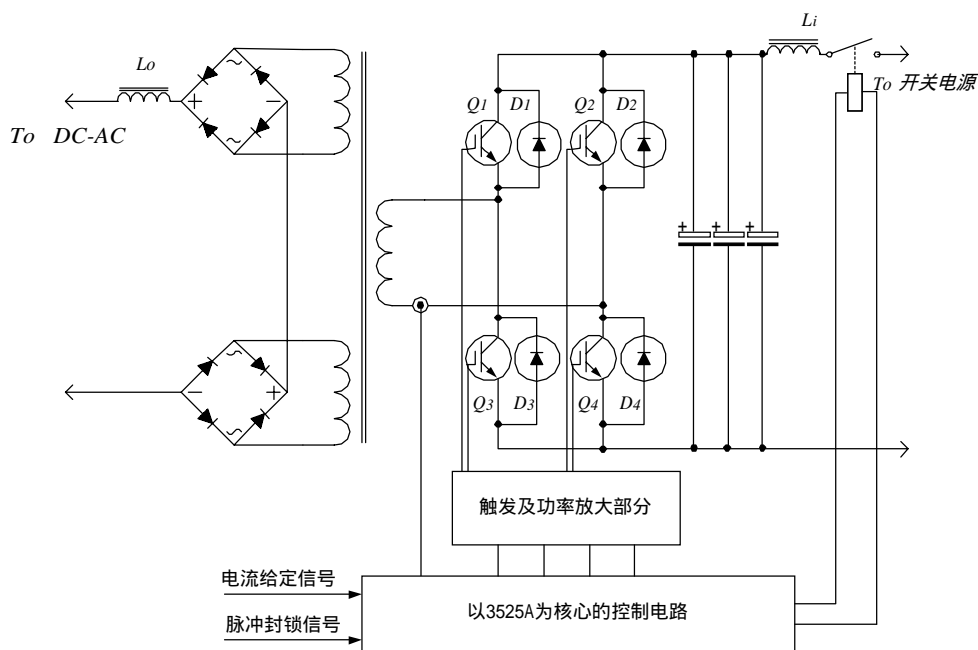 Li
Lo
To 开关电源
To DC-AC
Q1 D1 Q2 D2
Q3 D3 Q4 D4
触发及功率放大部分
电流给定信号
以3525A为核心的控制电路
脉冲封锁信号